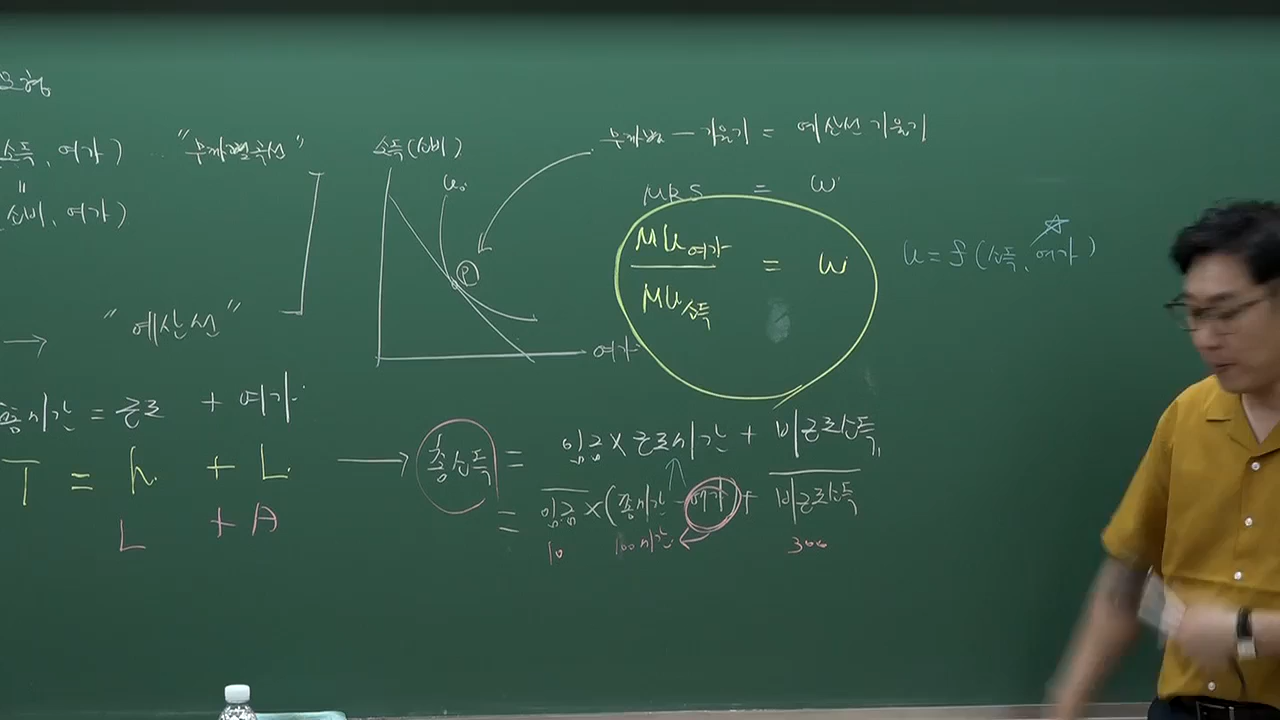 모형
소득, 여가)
"무차별곡선"
"
소비, 여가)
→ "예산선"
총시간 = 근로 + 여가
T = h + L
L + A
소득(소비)
u₀
P
여가
무차별 - 기울기 = 예산선 기울기
MRS = w
MU여가 / MU소득 = w
u = f (소득, 여가)
→ 총소득 = 임금 × 근로시간 + 비근로소득
= 임금 × (총시간 - 여가) + 비근로소득
10 100시간 300